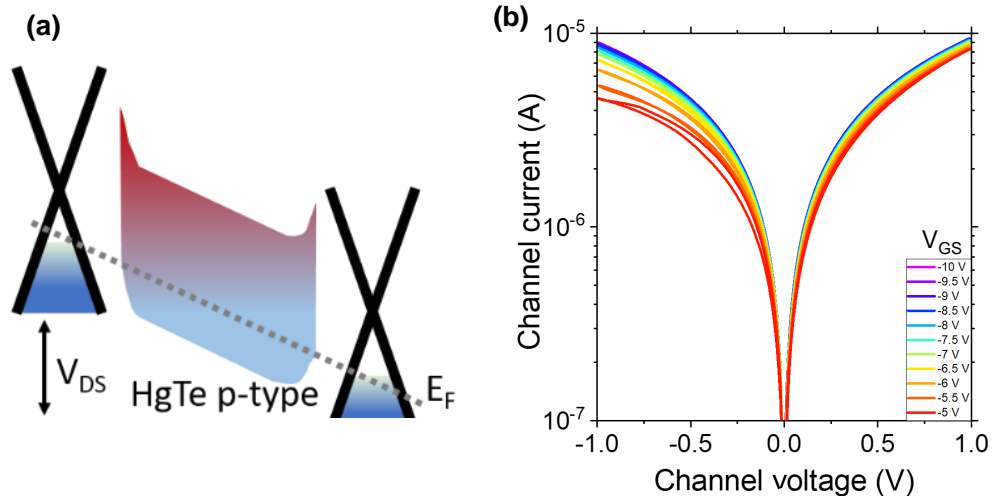 (a)
V_DS
HgTe p-type
E_F
(b)
Channel current (A)
10^-5
10^-6
10^-7
V_GS
-10 V
-9.5 V
-9 V
-8.5 V
-8 V
-7.5 V
-7 V
-6.5 V
-6 V
-5.5 V
-5 V
-1.0 -0.5 0.0 0.5 1.0
Channel voltage (V)